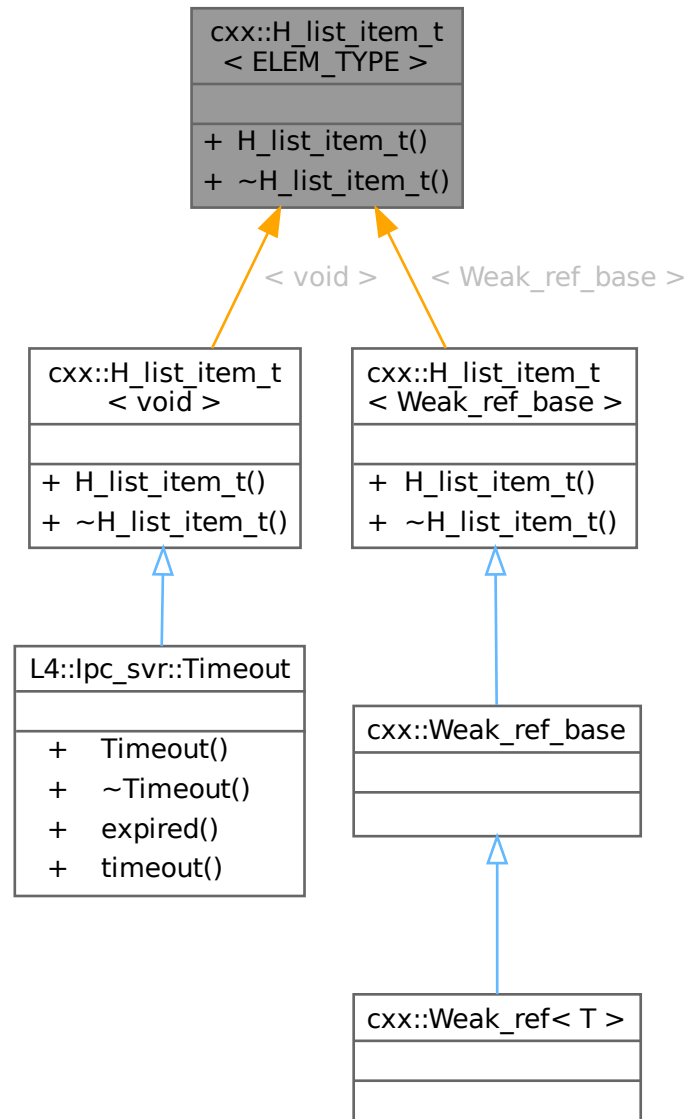 cxx::H_list_item_t
< ELEM_TYPE >
+ H_list_item_t()
+ ~H_list_item_t()
< void >
< Weak_ref_base >
cxx::H_list_item_t
< void >
+ H_list_item_t()
+ ~H_list_item_t()
cxx::H_list_item_t
< Weak_ref_base >
+ H_list_item_t()
+ ~H_list_item_t()
L4::Ipc_svr::Timeout
+ Timeout()
+ ~Timeout()
+ expired()
+ timeout()
cxx::Weak_ref_base
cxx::Weak_ref< T >